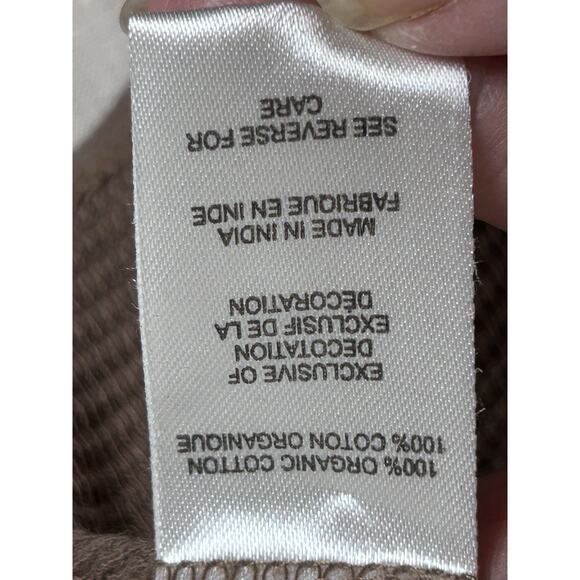 100% ORGANIC COTTON
100% COTON ORGANIQUE
EXCLUSIVE OF
DECOTATION
EXCLUSIF DE LA
DÉCORATION
MADE IN INDIA
FABRIQUE EN INDE
SEE REVERSE FOR
CARE